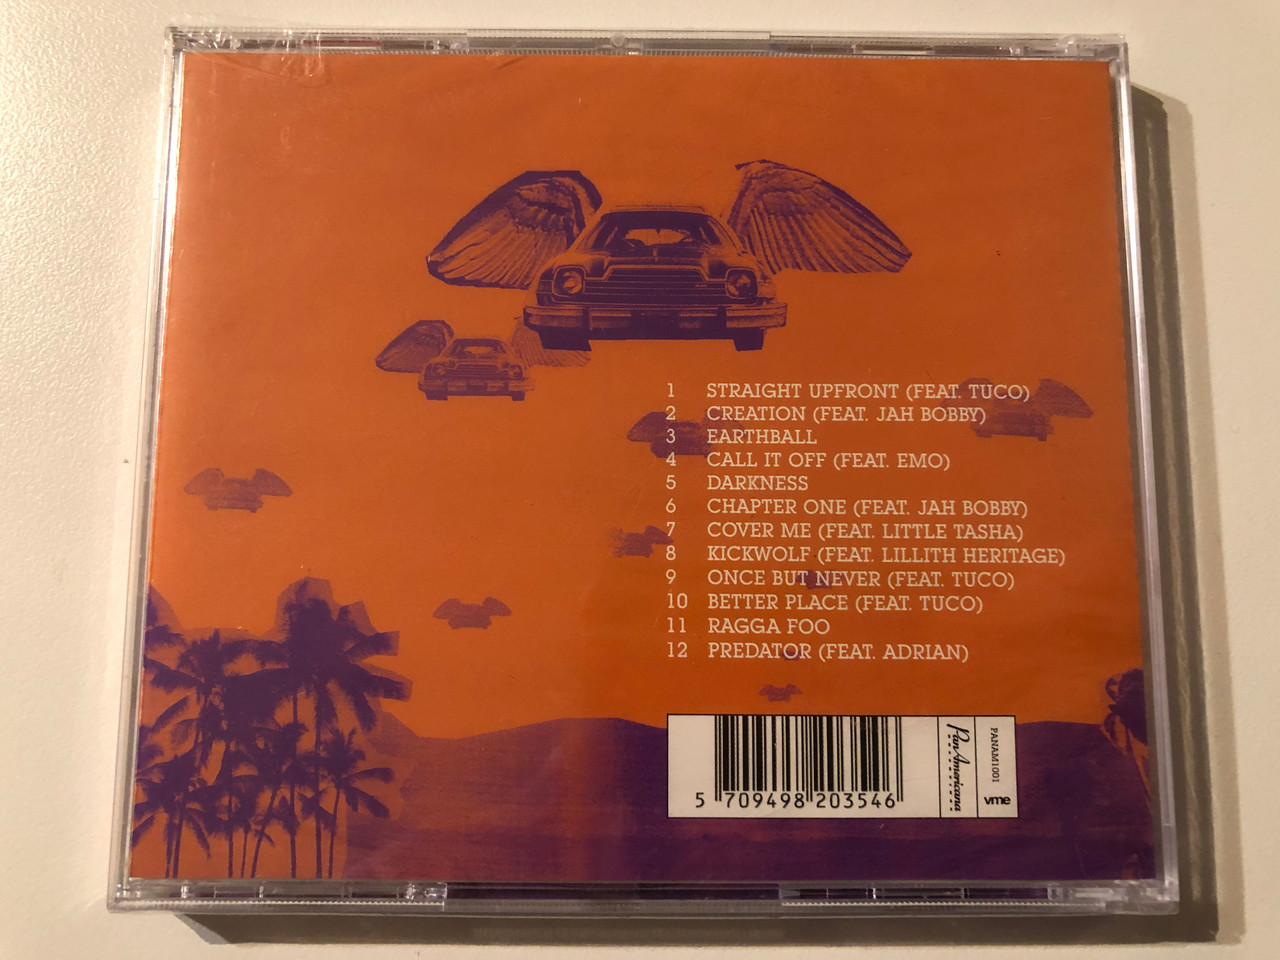 1 STRAIGHT UPFRONT (FEAT. TUCO)
2 CREATION (FEAT. JAH BOBBY)
3 EARTHBALL
4 CALL IT OFF (FEAT. EMO)
5 DARKNESS
6 CHAPTER ONE (FEAT. JAH BOBBY)
7 COVER ME (FEAT. LITTLE TASHA)
8 KICKWOLF (FEAT. LILLITH HERITAGE)
9 ONCE BUT NEVER (FEAT. TUCO)
10 BETTER PLACE (FEAT. TUCO)
11 RAGGA FOO
12 PREDATOR (FEAT. ADRIAN)
5 709498 203546
PanAmericana
PANAM1001
vme